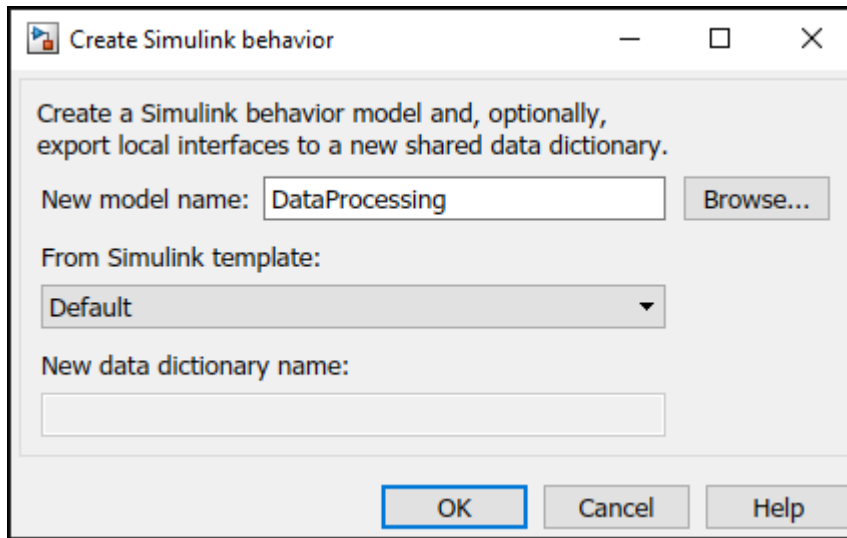 Create Simulink behavior
Create a Simulink behavior model and, optionally,
export local interfaces to a new shared data dictionary.
New model name: DataProcessing Browse...
From Simulink template:
Default
New data dictionary name:
OK Cancel Help